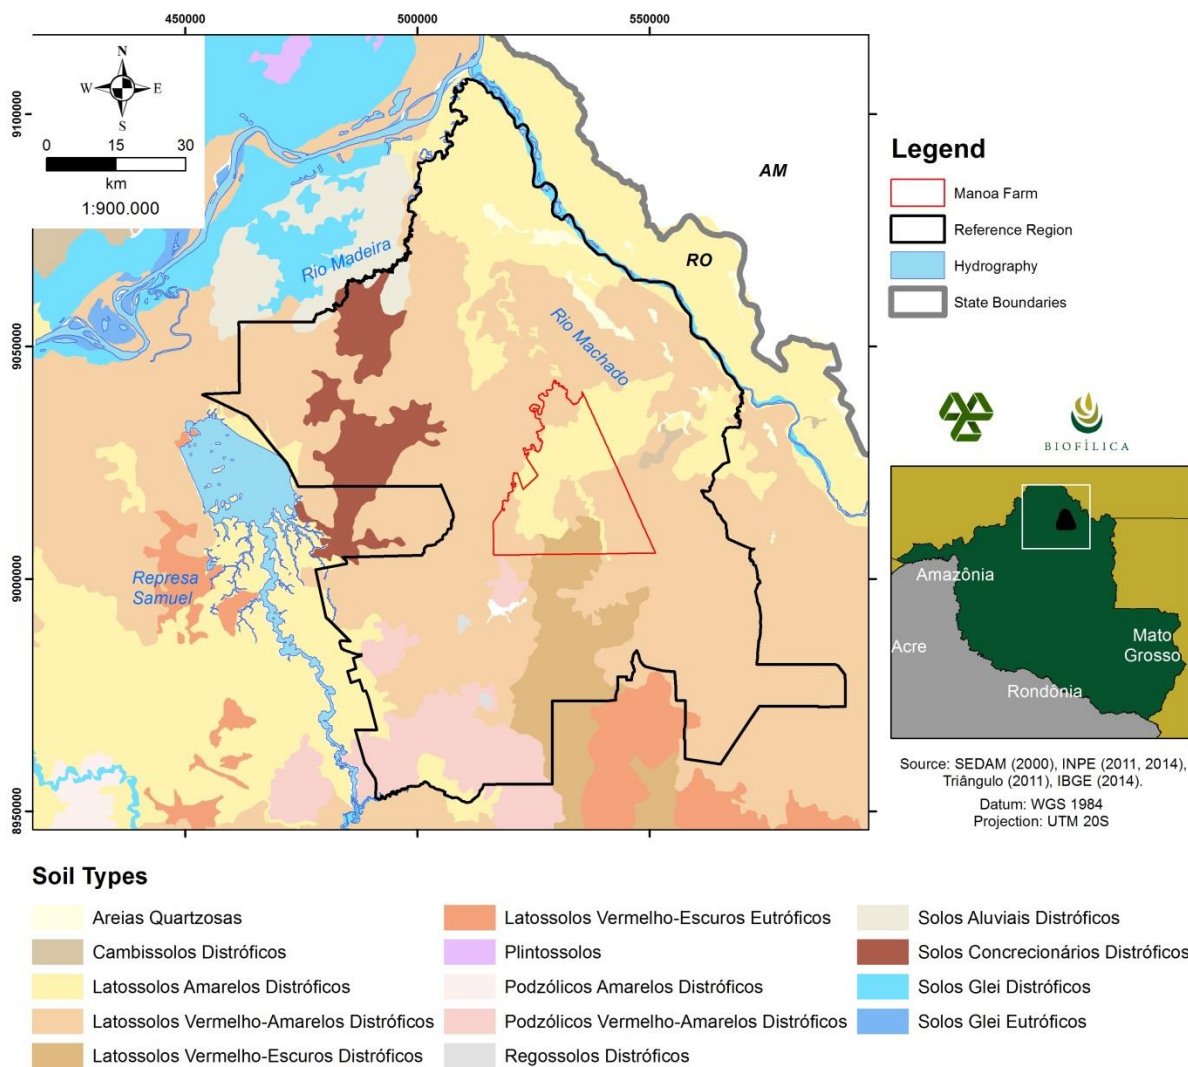 450000
500000
550000
N
W
E
S
0
15
30
km
1:900.000
9100000
9050000
9000000
8950000
AM
RO
Rio Madeira
Rio Machado
Represa
Samuel
Legend
Manoa Farm
Reference Region
Hydrography
State Boundaries
BIOFÍLICA
Amazônia
Acre
Mato
Grosso
Rondônia
Source: SEDAM (2000), INPE (2011, 2014),
Triângulo (2011), IBGE (2014).
Datum: WGS 1984
Projection: UTM 20S
Soil Types
Areias Quartzosas
Cambissolos Distróficos
Latossolos Amarelos Distróficos
Latossolos Vermelho-Amarelos Distróficos
Latossolos Vermelho-Escuros Distróficos
Latossolos Vermelho-Escuros Eutróficos
Plintossolos
Podzólicos Amarelos Distróficos
Podzólicos Vermelho-Amarelos Distróficos
Regossolos Distróficos
Solos Aluviais Distróficos
Solos Concrecionários Distróficos
Solos Glei Distróficos
Solos Glei Eutróficos